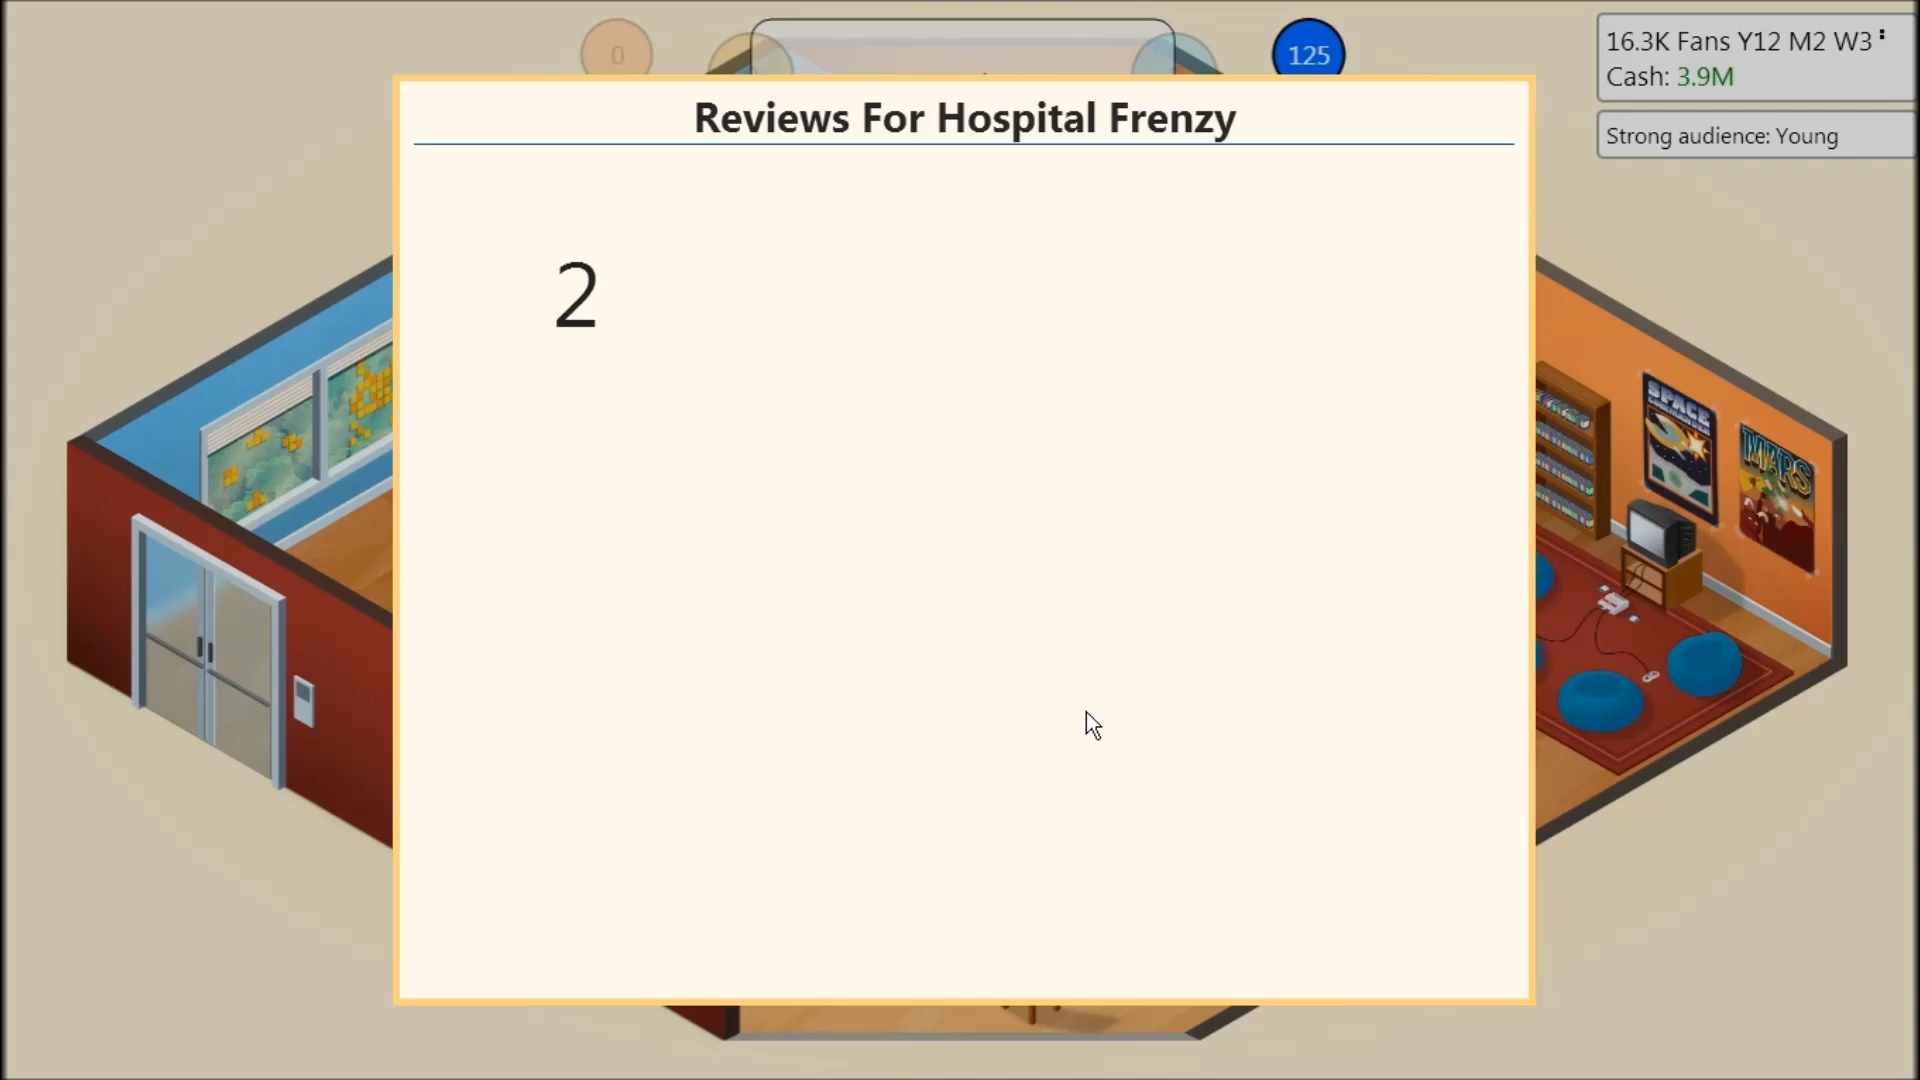 0
125
16.3K Fans Y12 M2 W3
Cash: 3.9M
Strong audience: Young
Reviews For Hospital Frenzy
2
SPACE
MARS